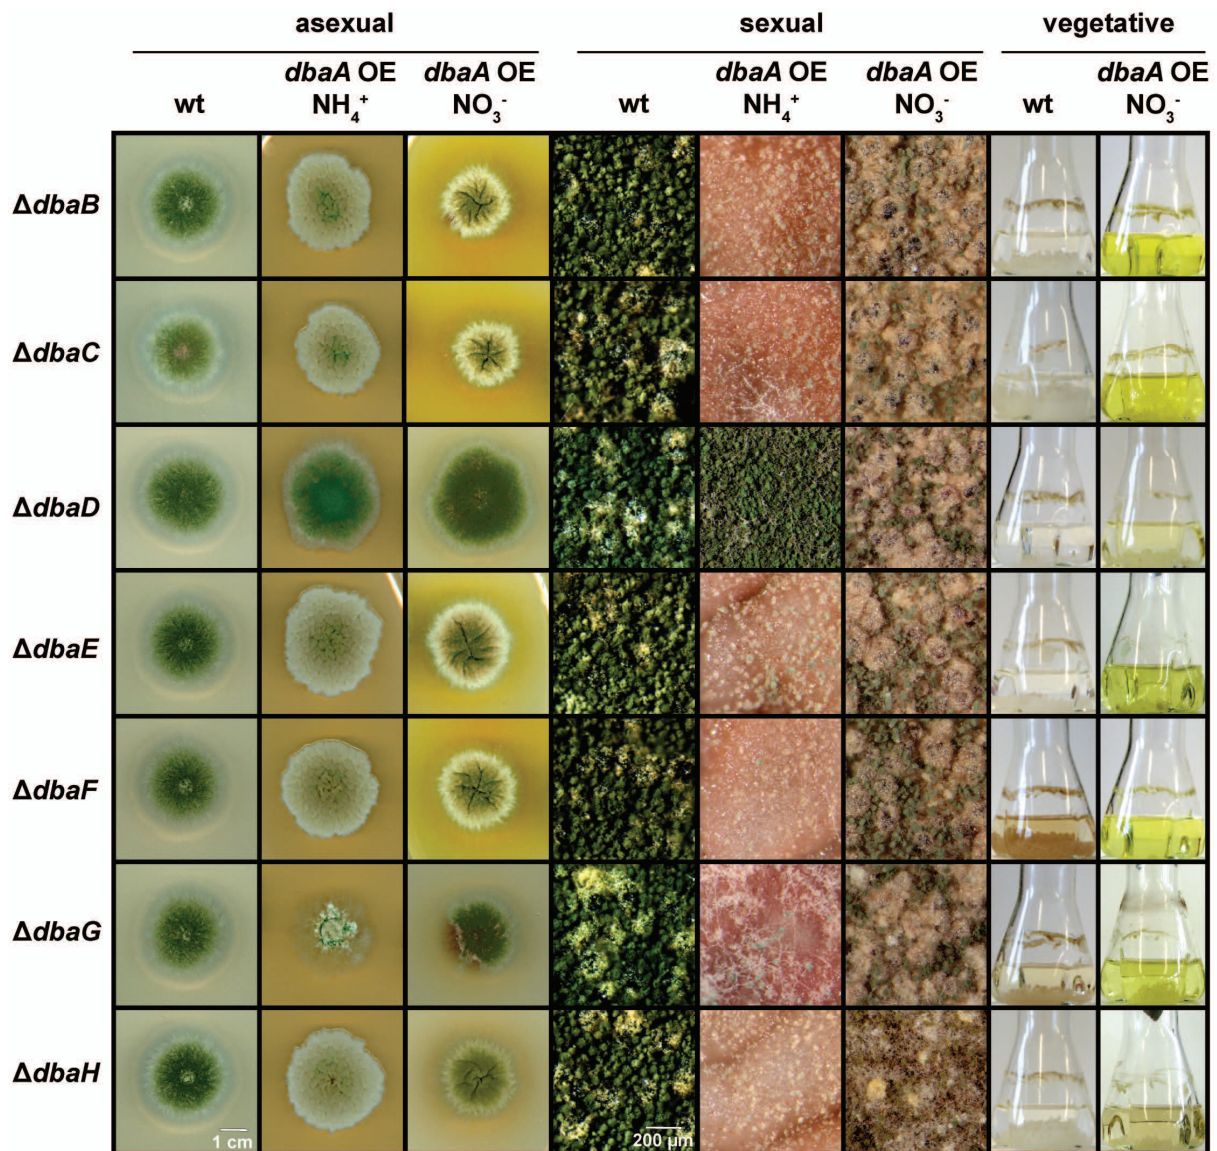 asexual sexual vegetative
dbaA OE dbaA OE dbaA OE dbaA OE dbaA OE
wt NH₄⁺ NO₃⁻ wt NH₄⁺ NO₃⁻ wt NO₃⁻
ΔdbaB
ΔdbaC
ΔdbaD
ΔdbaE
ΔdbaF
ΔdbaG
ΔdbaH
1 cm 200 µm